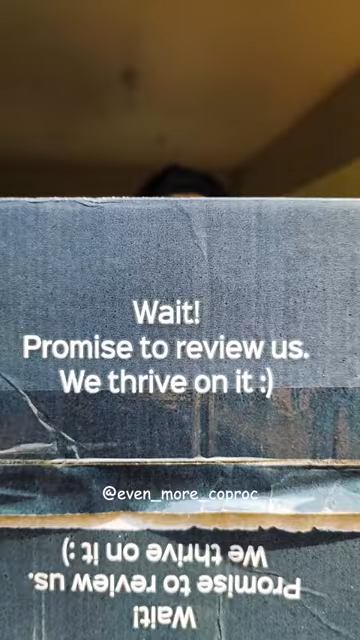 Wait!
Promise to review us.
We thrive on it :)
@even_more_coproc
We thrive on it :)
Promise to review us.
Wait!